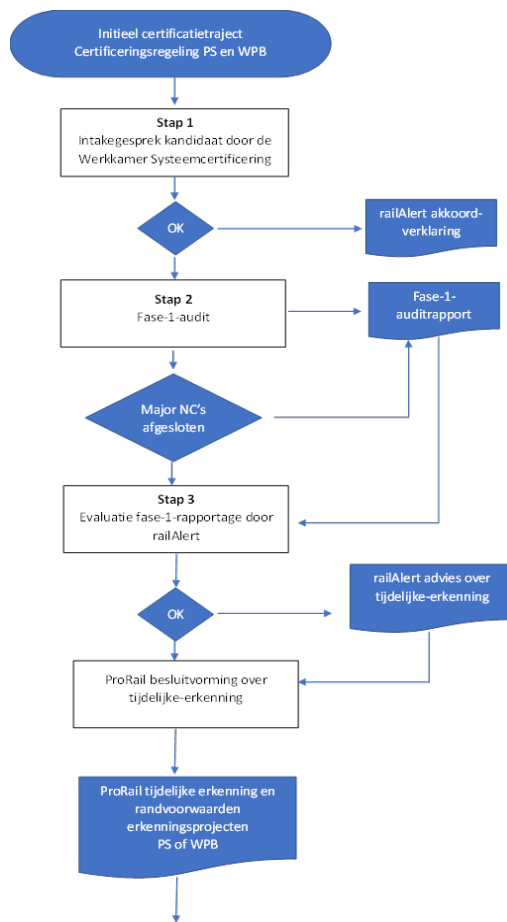 Initieel certificatietraject
Certificeringsregeling PS en WPB
Stap 1
Intakegesprek kandidaat door de
Werkkamer Systeemcertificering
OK
railAlert akkoord-
verklaring
Stap 2
Fase-1-audit
Fase-1-
auditrapport
Major NC's
afgesloten
Stap 3
Evaluatie fase-1-rapportage door
railAlert
OK
railAlert advies over
tijdelijke-erkenning
ProRail besluitvorming over
tijdelijke-erkenning
ProRail tijdelijke erkenning en
randvoorwaarden
erkenningsprojecten
PS of WPB